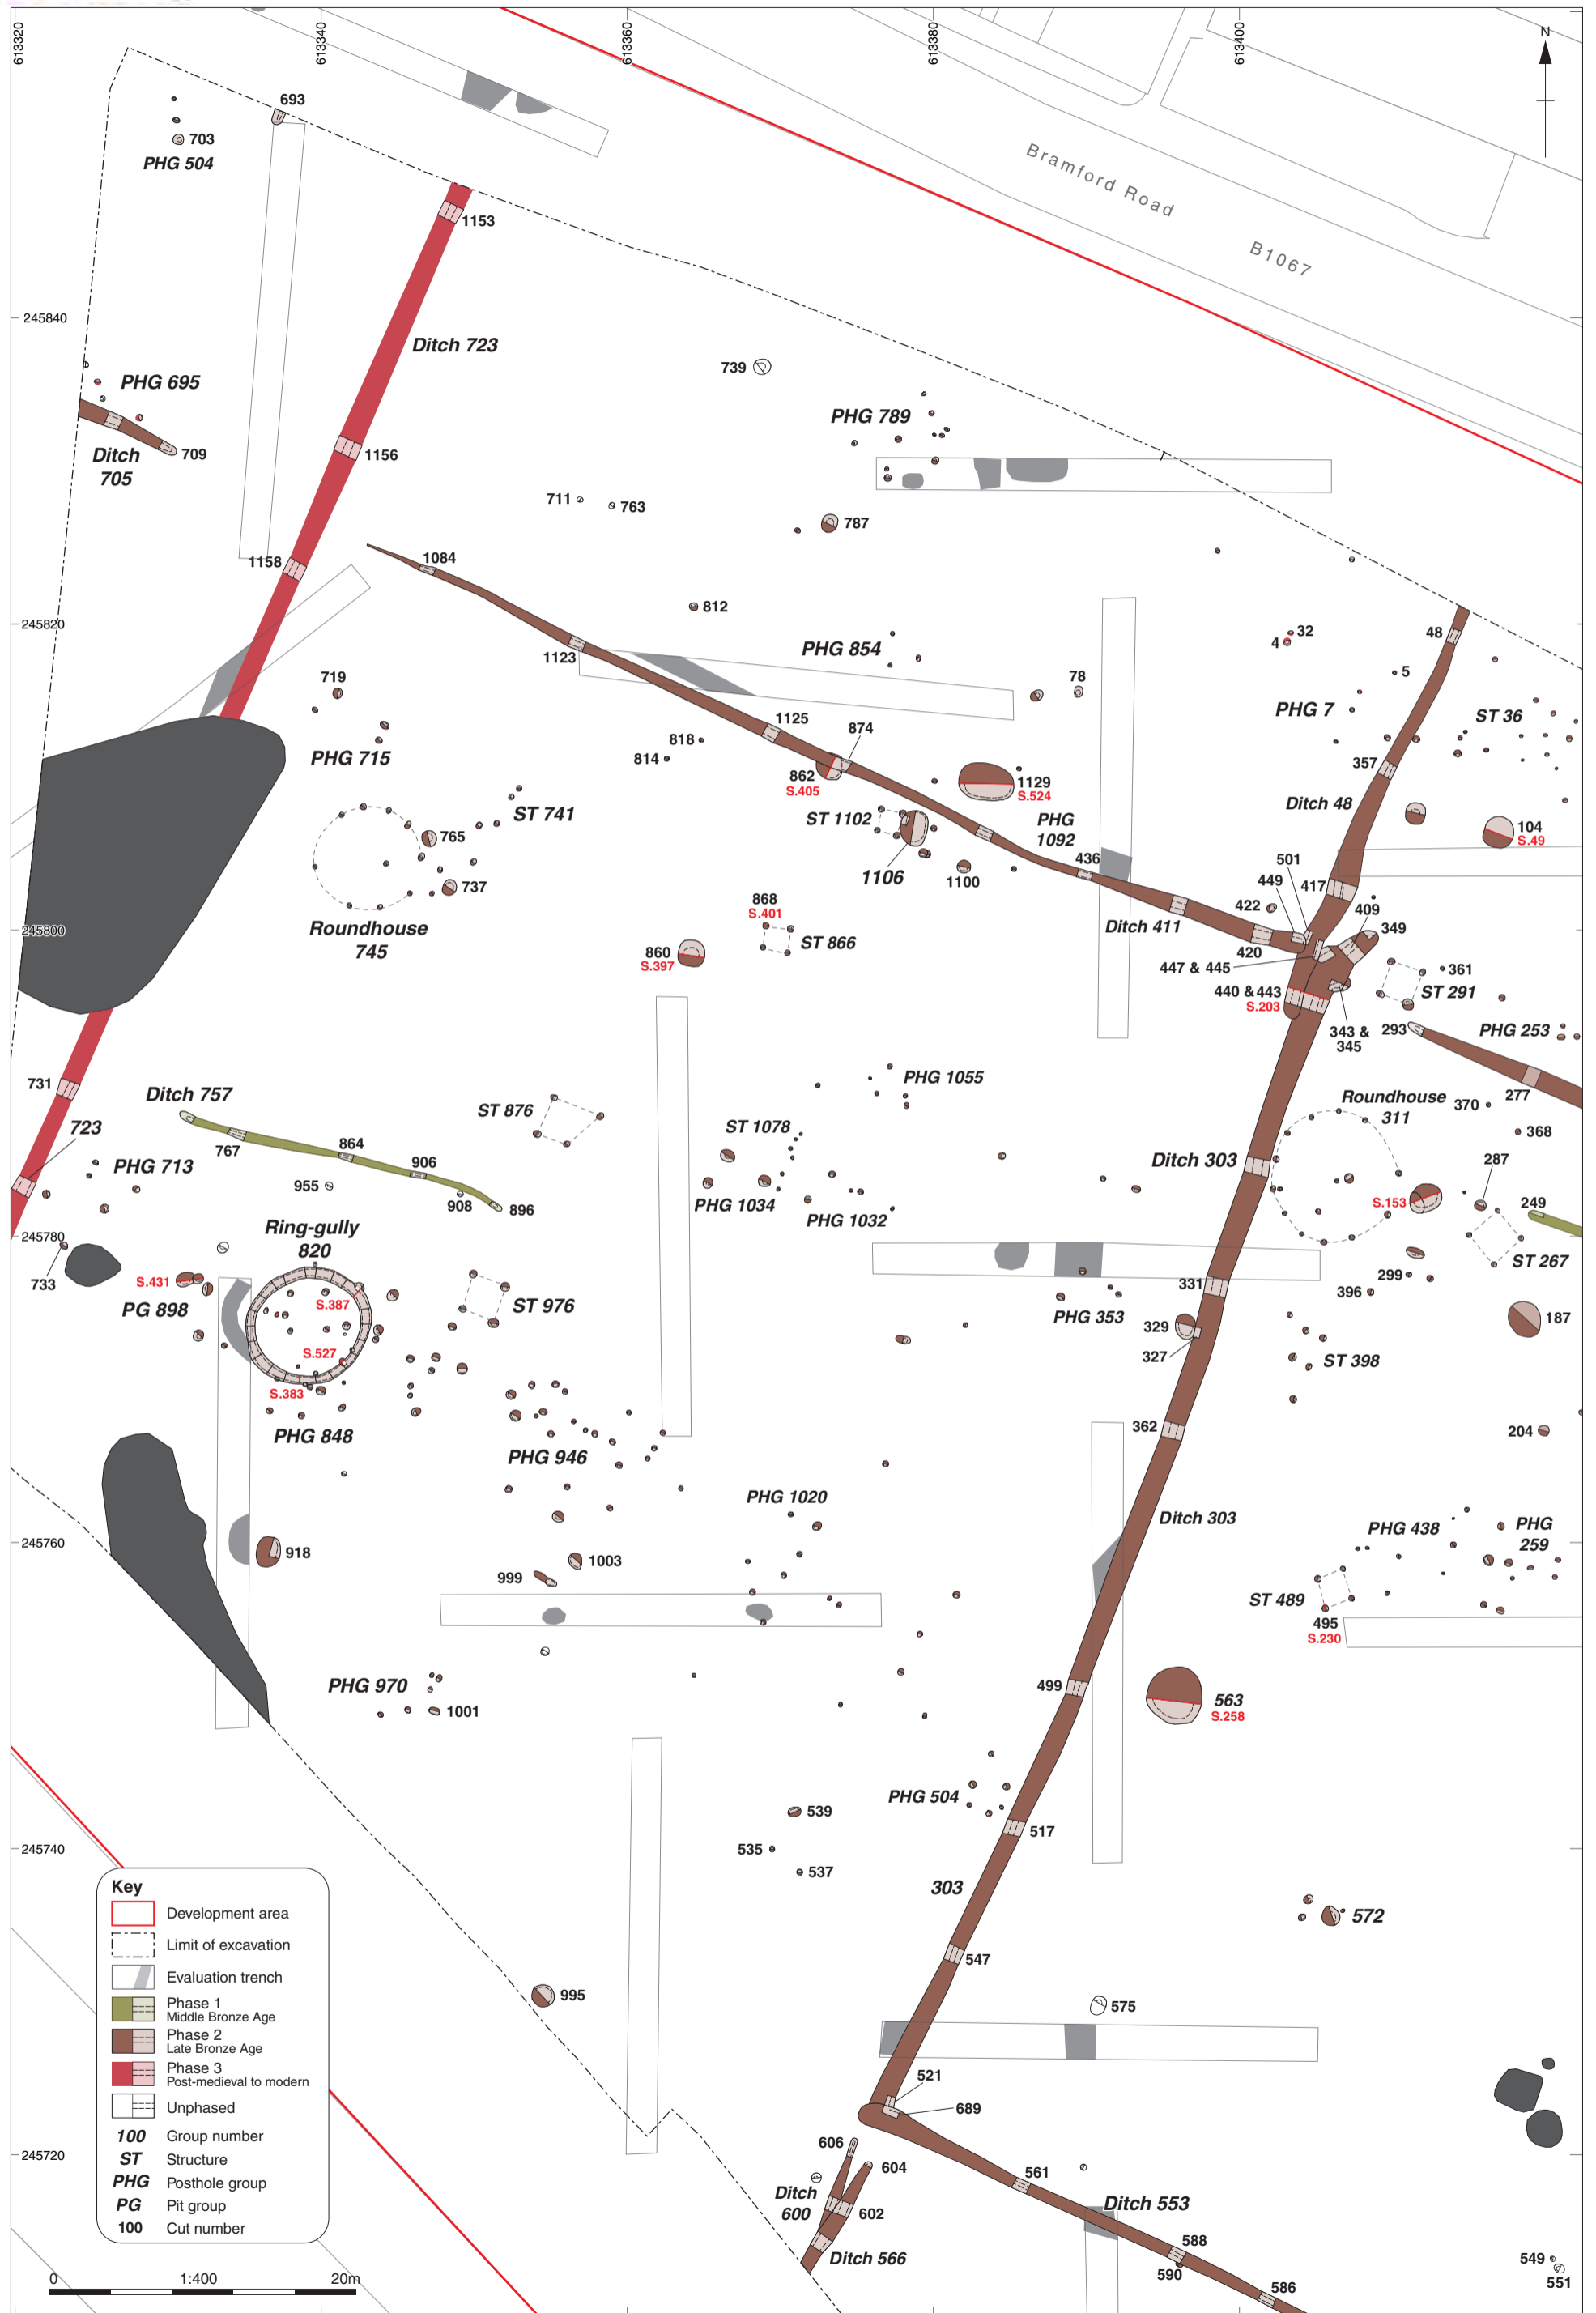 613320
613340
613360
613380
613400
N
Bramford Road
B1067
693
703
PHG 504
1153
245840
Ditch 723
739
PHG 695
PHG 789
Ditch
705
709
1156
711
763
787
1158
1084
812
245820
1123
PHG 854
32
4
48
5
719
78
PHG 7
ST 36
1125
874
818
814
PHG 715
357
862
S.405
1129
S.524
Ditch 48
ST 741
ST 1102
PHG
1092
104
S.49
765
1106
1100
436
501
449
417
737
868
S.401
422
409
Roundhouse
745
245800
Ditch 411
349
ST 866
860
S.397
420
447 & 445
361
ST 291
440 & 443
S.203
343 &
345
293
PHG 253
731
PHG 1055
277
Ditch 757
ST 876
Roundhouse
311
370
723
ST 1078
368
767
864
906
PHG 713
Ditch 303
287
955
908
896
PHG 1034
PHG 1032
S.153
249
Ring-gully
820
245780
733
ST 267
S.431
PG 898
S.387
ST 976
331
299
396
PHG 353
329
327
187
S.527
ST 398
S.383
PHG 848
362
204
PHG 946
PHG 1020
Ditch 303
PHG 438
PHG
259
245760
918
1003
999
ST 489
495
S.230
PHG 970
1001
499
563
S.258
PHG 504
539
517
245740
535
537
303
572
547
995
575
521
689
245720
606
604
561
Ditch
600
602
Ditch 553
Ditch 566
588
590
549
551
586
Key
Development area
Limit of excavation
Evaluation trench
Phase 1
Middle Bronze Age
Phase 2
Late Bronze Age
Phase 3
Post-medieval to modern
Unphased
100 Group number
ST Structure
PHG Posthole group
PG Pit group
100 Cut number
0 1:400 20m